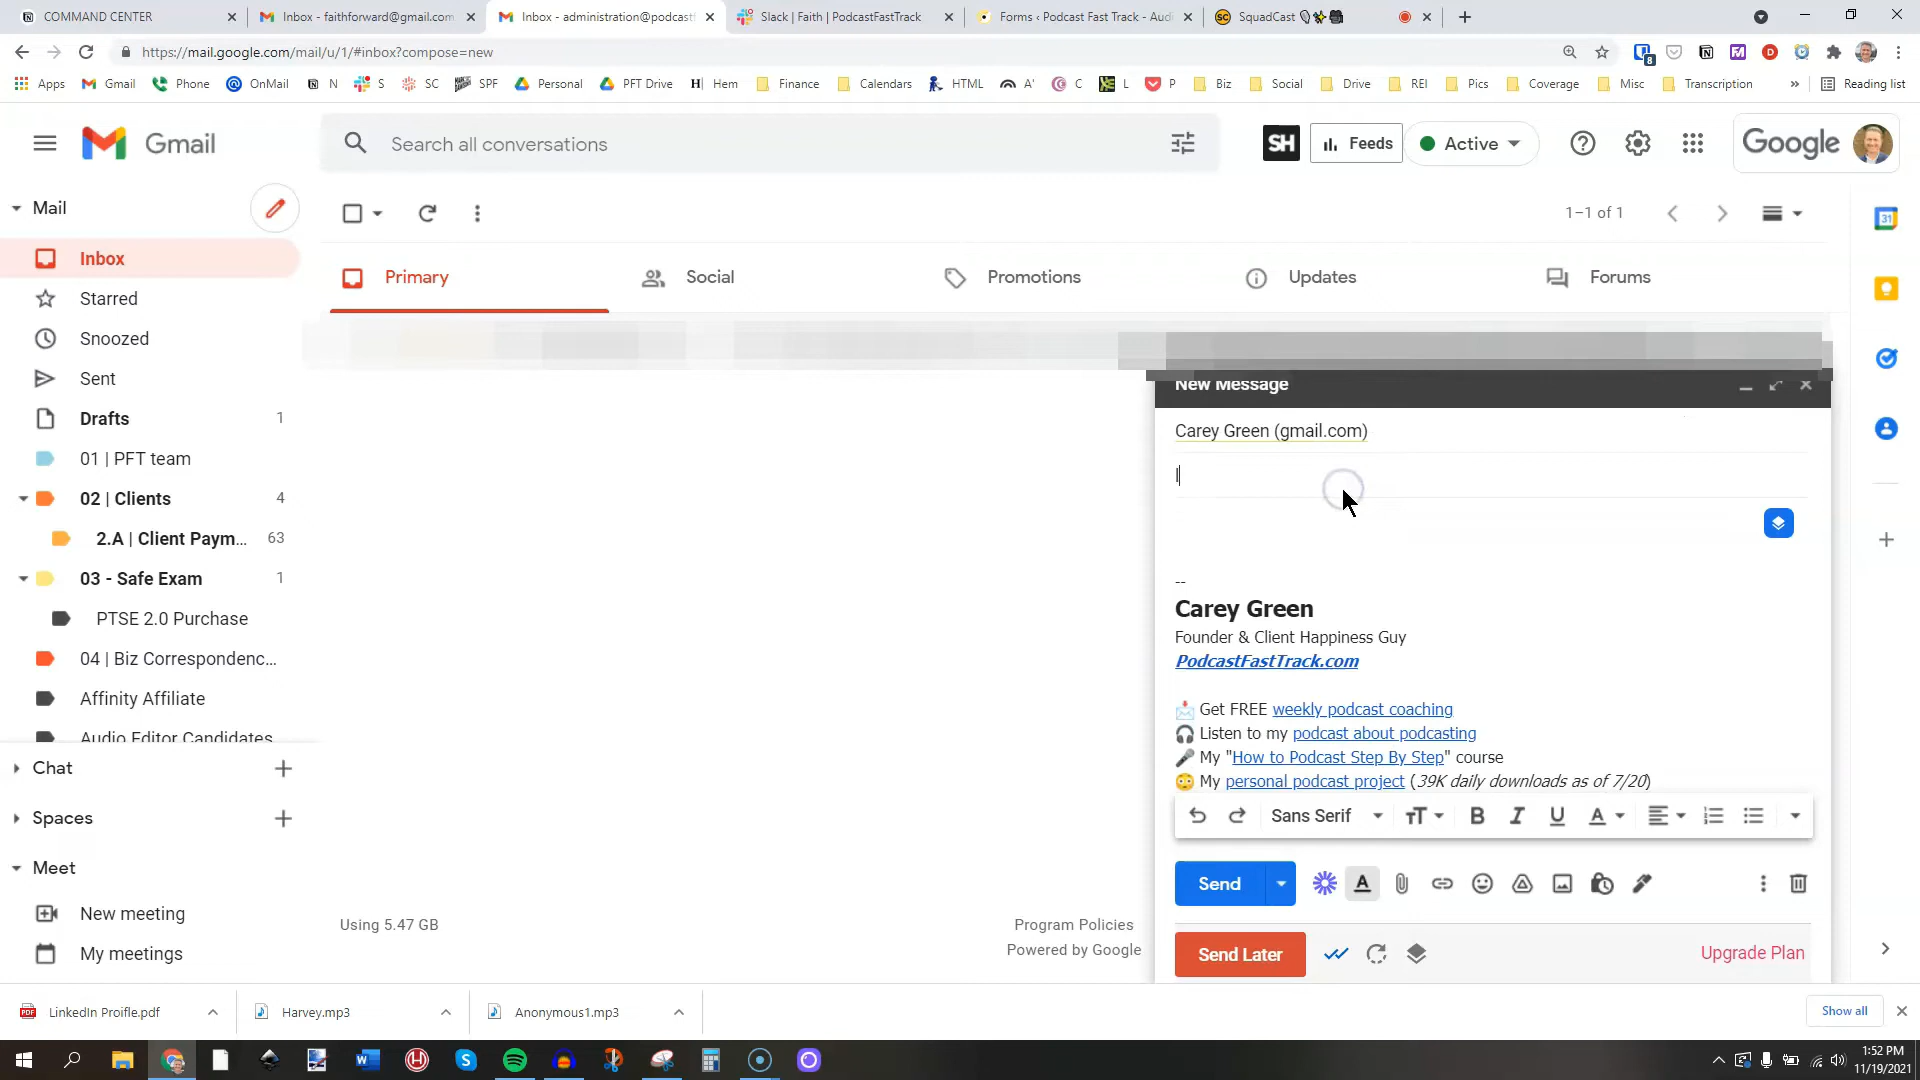 COMMAND CENTER
Inbox - faithforward@gmail.com
Inbox - administration@podcast
Slack | Faith | PodcastFastTrack
Forms ‹ Podcast Fast Track - Audi
SquadCast
https://mail.google.com/mail/u/1/#inbox?compose=new
8
Apps
Gmail
Phone
OnMail
N
S
SC
SPF
Personal
PFT Drive
H Hem
Finance
Calendars
HTML
A'
C
L
P
Biz
Social
Drive
REI
Pics
Coverage
Misc
Transcription
»
Reading list
Gmail
Search all conversations
SH
Feeds
Active
Google
Mail
1–1 of 1
31
Inbox
Primary
Social
Promotions
Updates
Forums
Starred
Snoozed
Sent
Drafts 1
01 | PFT team
02 | Clients 4
2.A | Client Paym... 63
03 - Safe Exam 1
PTSE 2.0 Purchase
04 | Biz Correspondenc...
Affinity Affiliate
Audio Editor Candidates
Chat
Spaces
Meet
New meeting
My meetings
Using 5.47 GB
Program Policies
Powered by Google
New Message
Carey Green (gmail.com)
--
Carey Green
Founder & Client Happiness Guy
PodcastFastTrack.com
Get FREE weekly podcast coaching
Listen to my podcast about podcasting
My "How to Podcast Step By Step" course
My personal podcast project (39K daily downloads as of 7/20)
Sans Serif
Send
Send Later
Upgrade Plan
LinkedIn Proifle.pdf
Harvey.mp3
Anonymous1.mp3
Show all
1:52 PM
11/19/2021